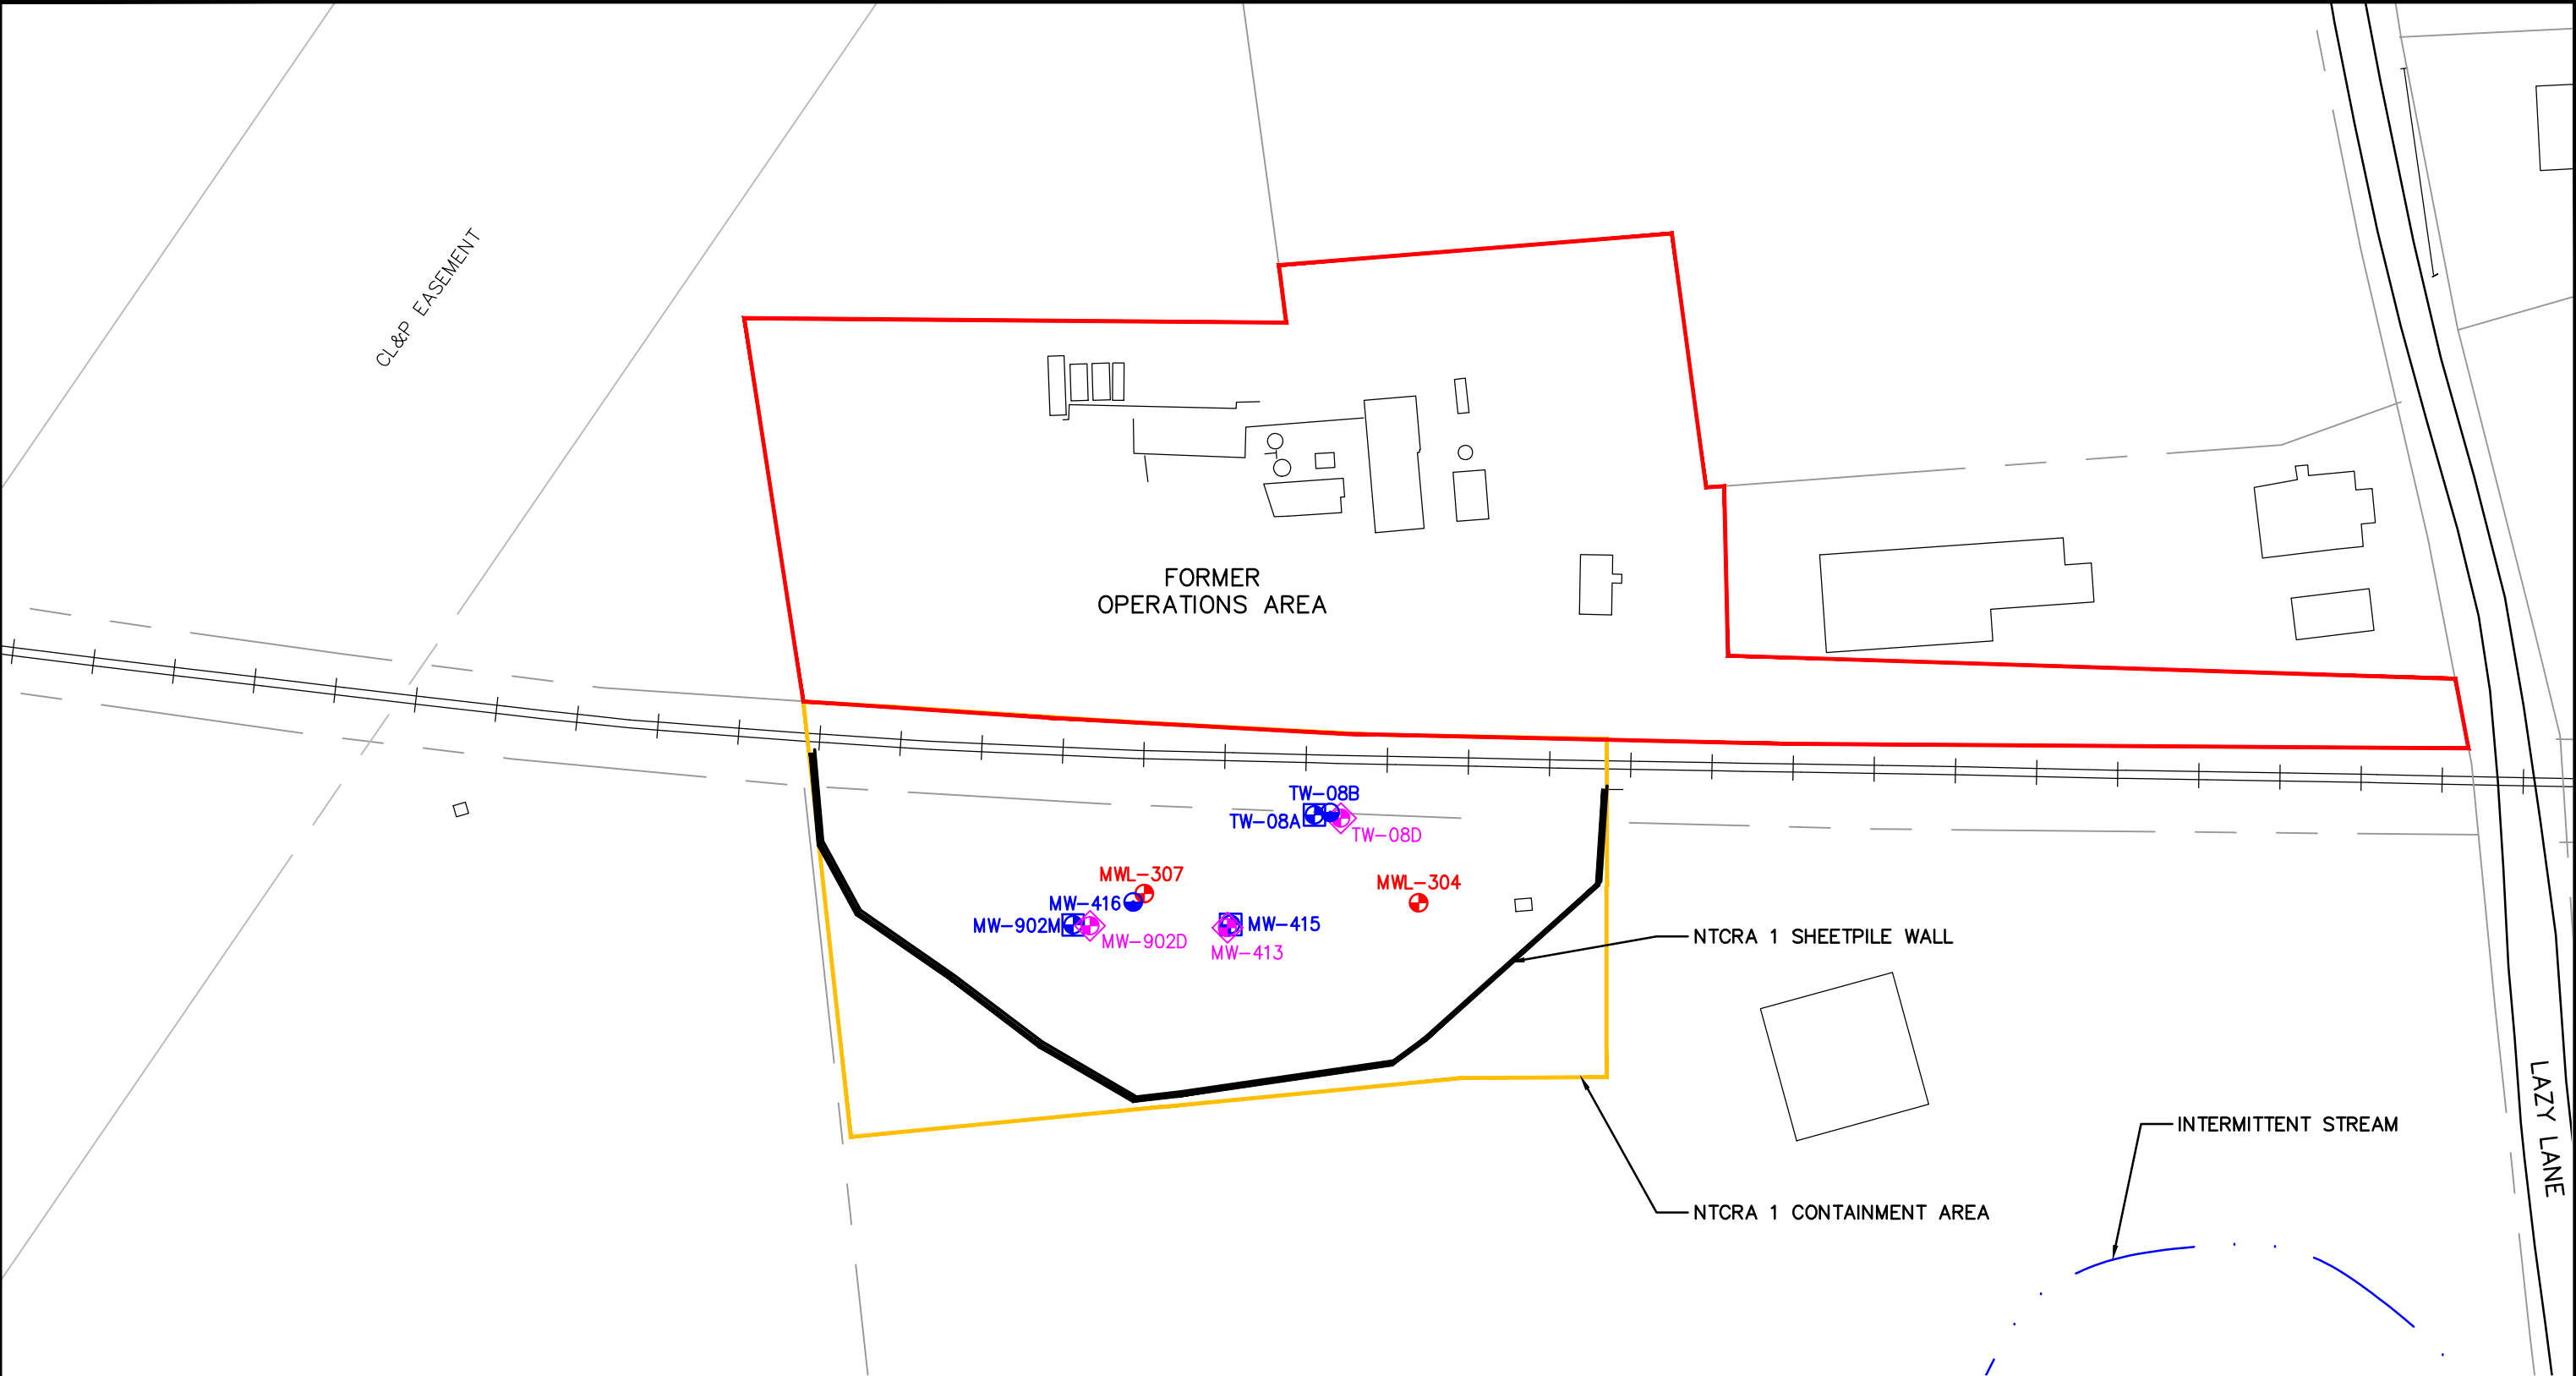 CL&P EASEMENT
FORMER
OPERATIONS AREA
TW-08B
TW-08A
TW-08D
MWL-307
MWL-304
MW-416
MW-902M
MW-415
MW-902D
MW-413
NTCRA 1 SHEETPILE WALL
LAZY LANE
INTERMITTENT STREAM
NTCRA 1 CONTAINMENT AREA